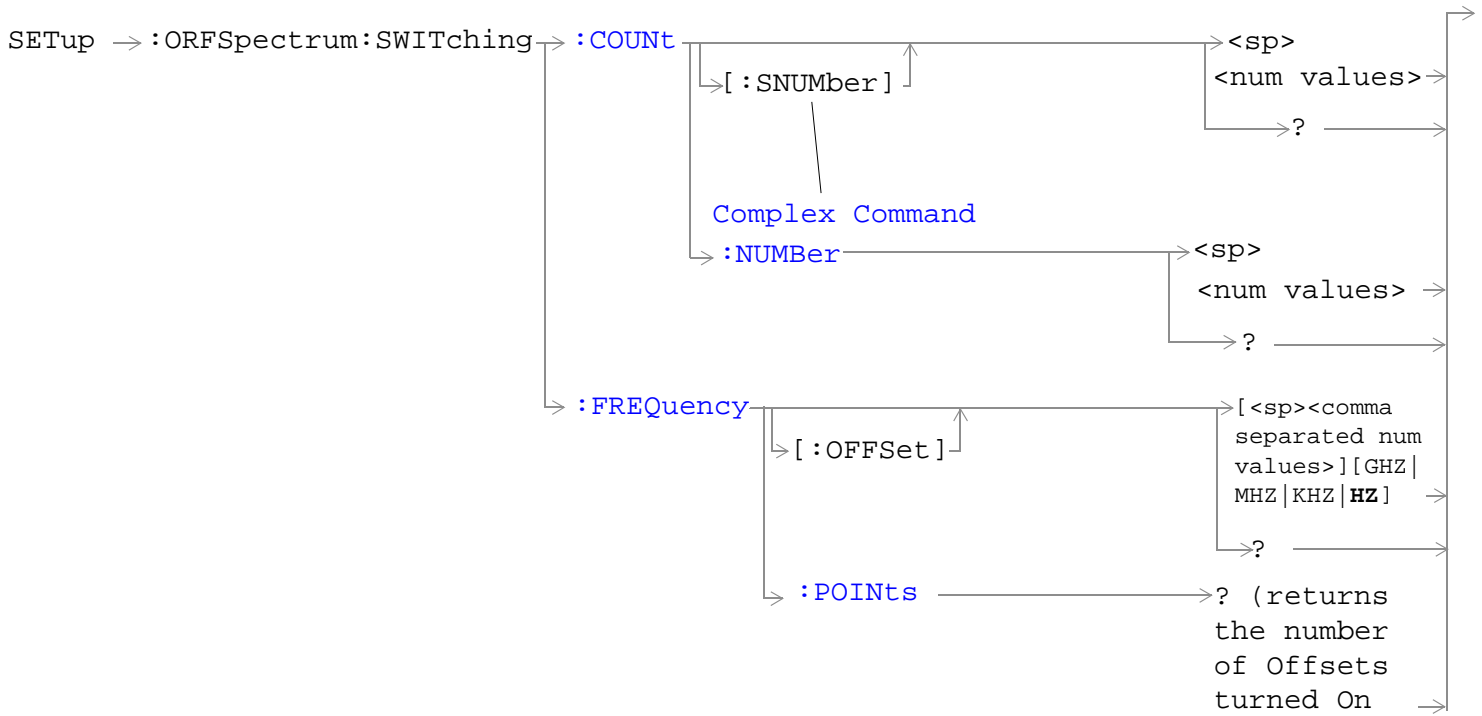 SETup :ORFSpectrum:SWITching :COUNt <sp>
[:SNUMber] <num values>
?
Complex Command
:NUMBer <sp>
<num values>
?
:FREQuency [<sp><comma
separated num
[:OFFSet] values>][GHZ|
MHZ|KHZ|HZ]
?
:POINts ? (returns
the number
of Offsets
turned On